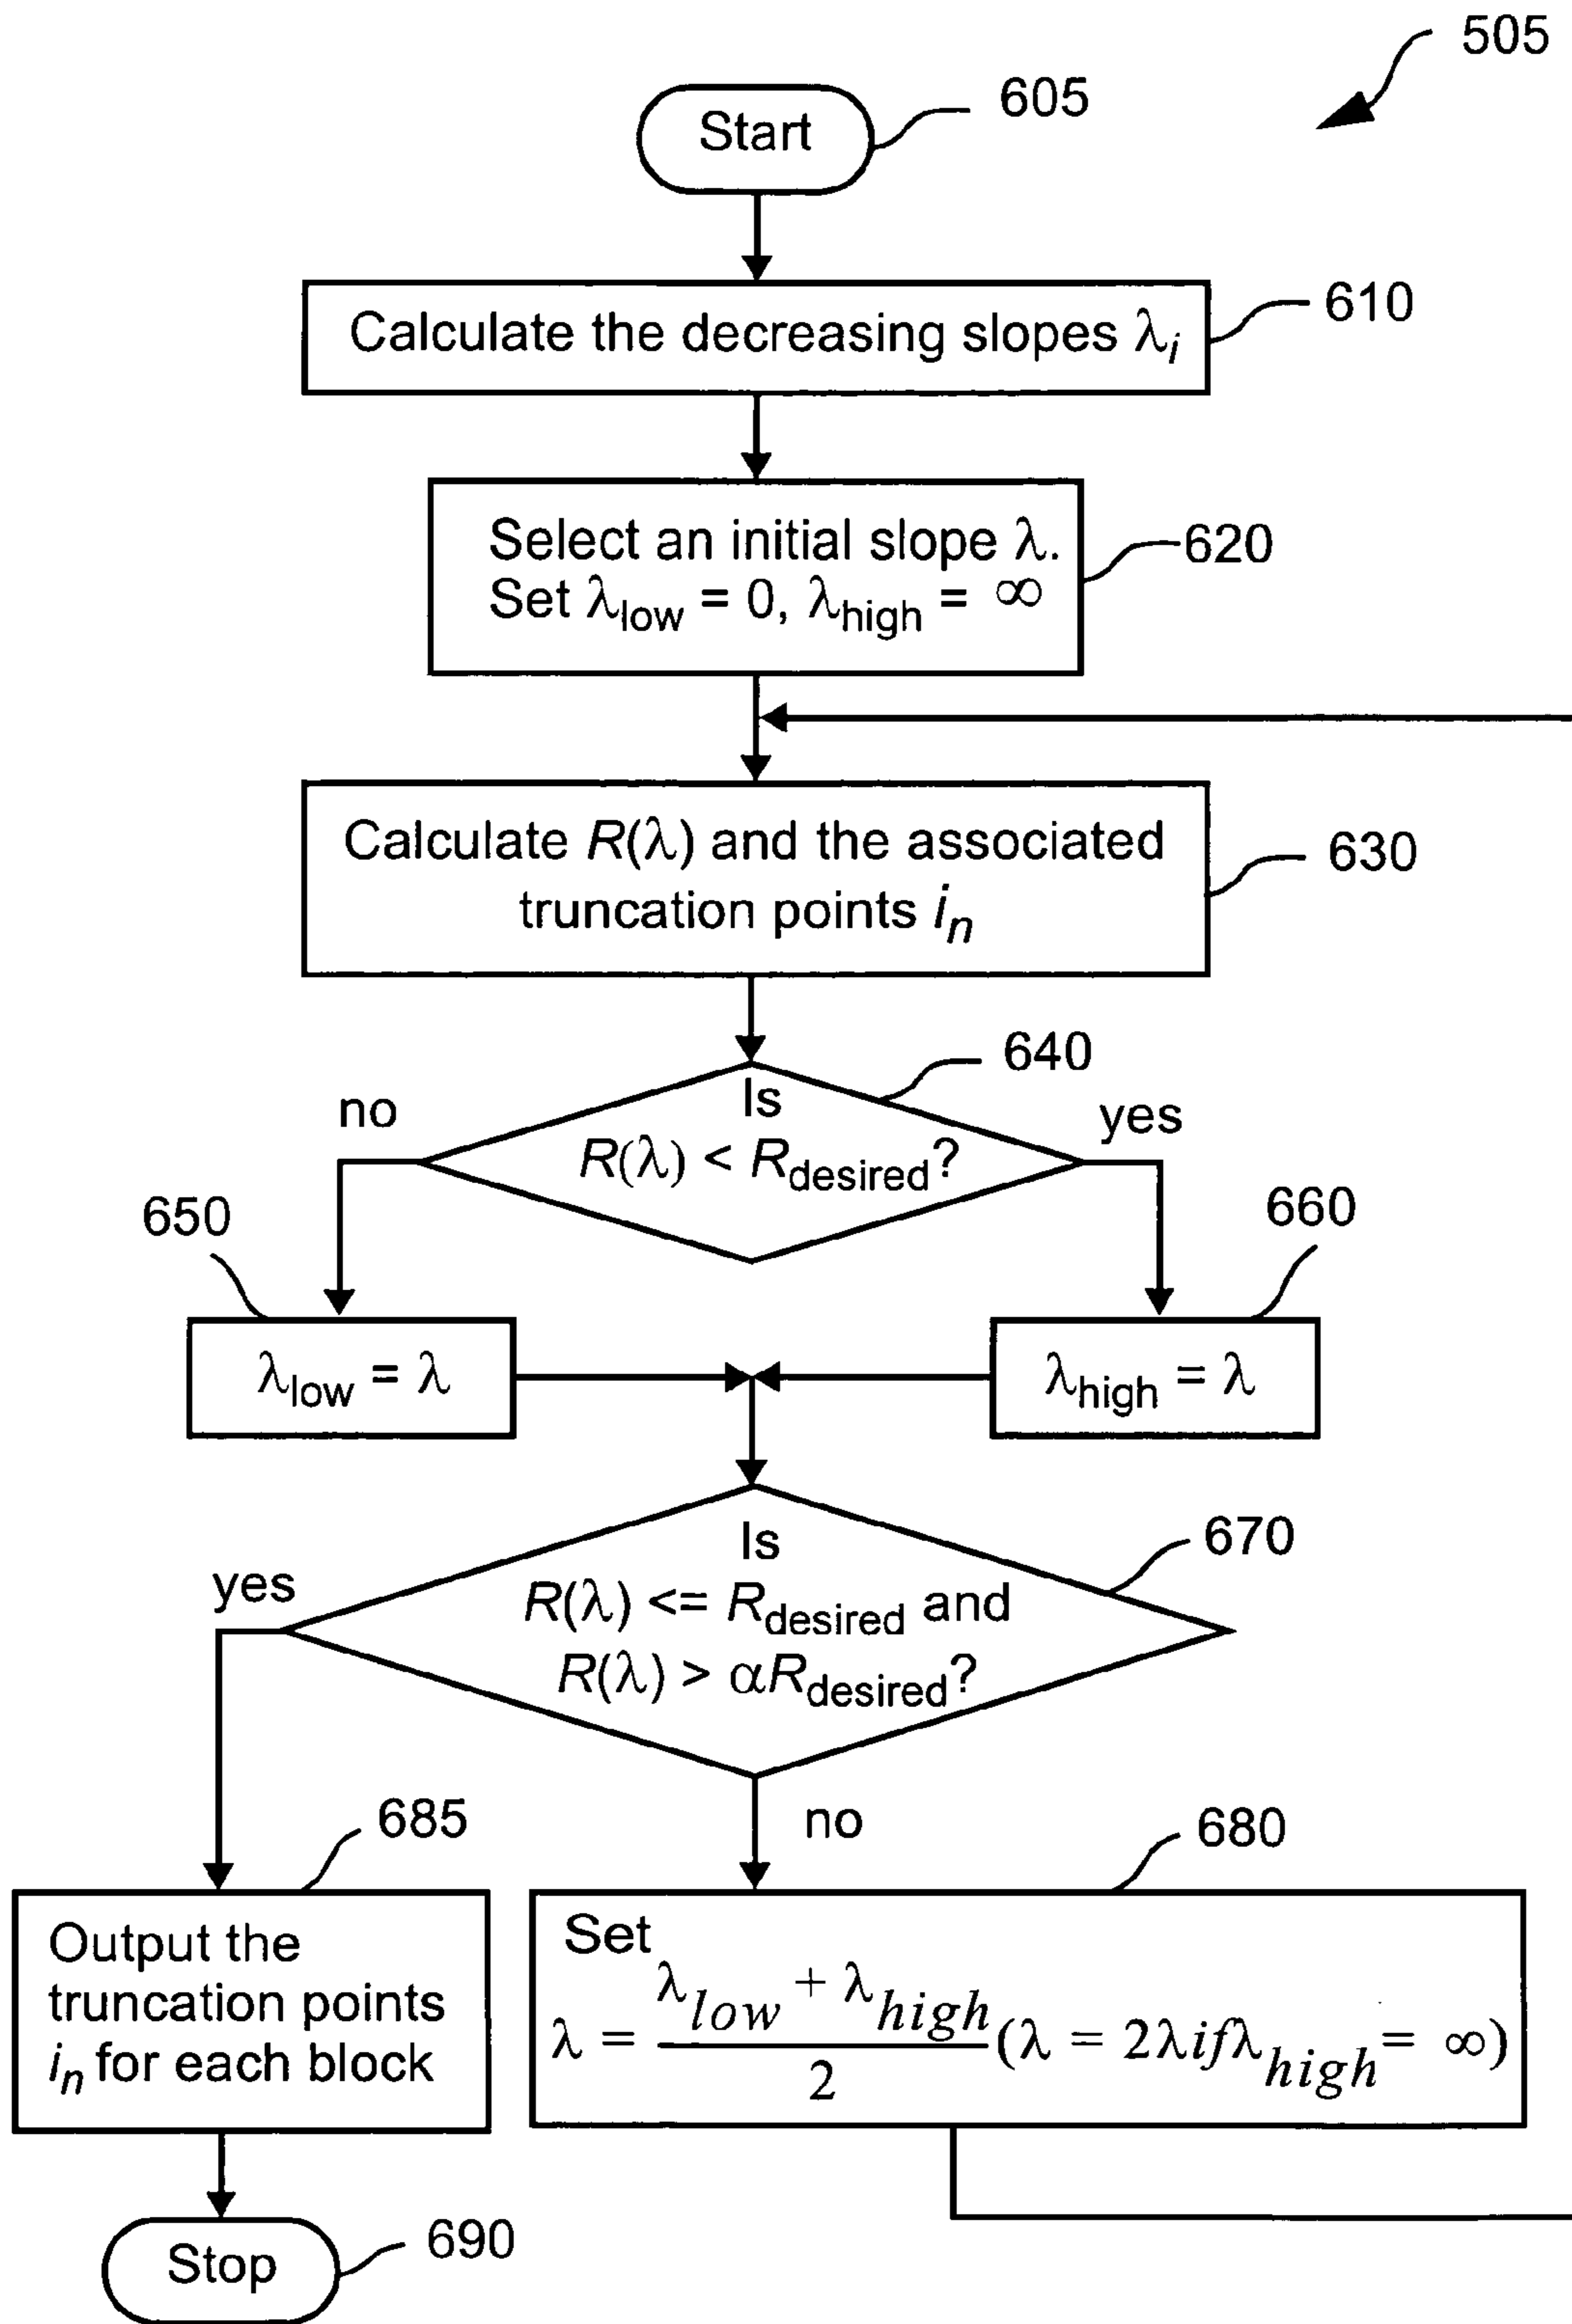 505
Start
605
Calculate the decreasing slopes λi
610
Select an initial slope λ.
Set λlow = 0, λhigh = ∞
620
Calculate R(λ) and the associated
truncation points in
630
640
no
Is
yes
R(λ) < Rdesired?
650
660
λlow = λ
λhigh = λ
670
yes
Is
R(λ) <= Rdesired and
R(λ) > αRdesired?
no
685
680
Output the
truncation points
in for each block
Set
λ = λlow + λhigh / 2 (λ = 2λifλhigh = ∞)
Stop
690